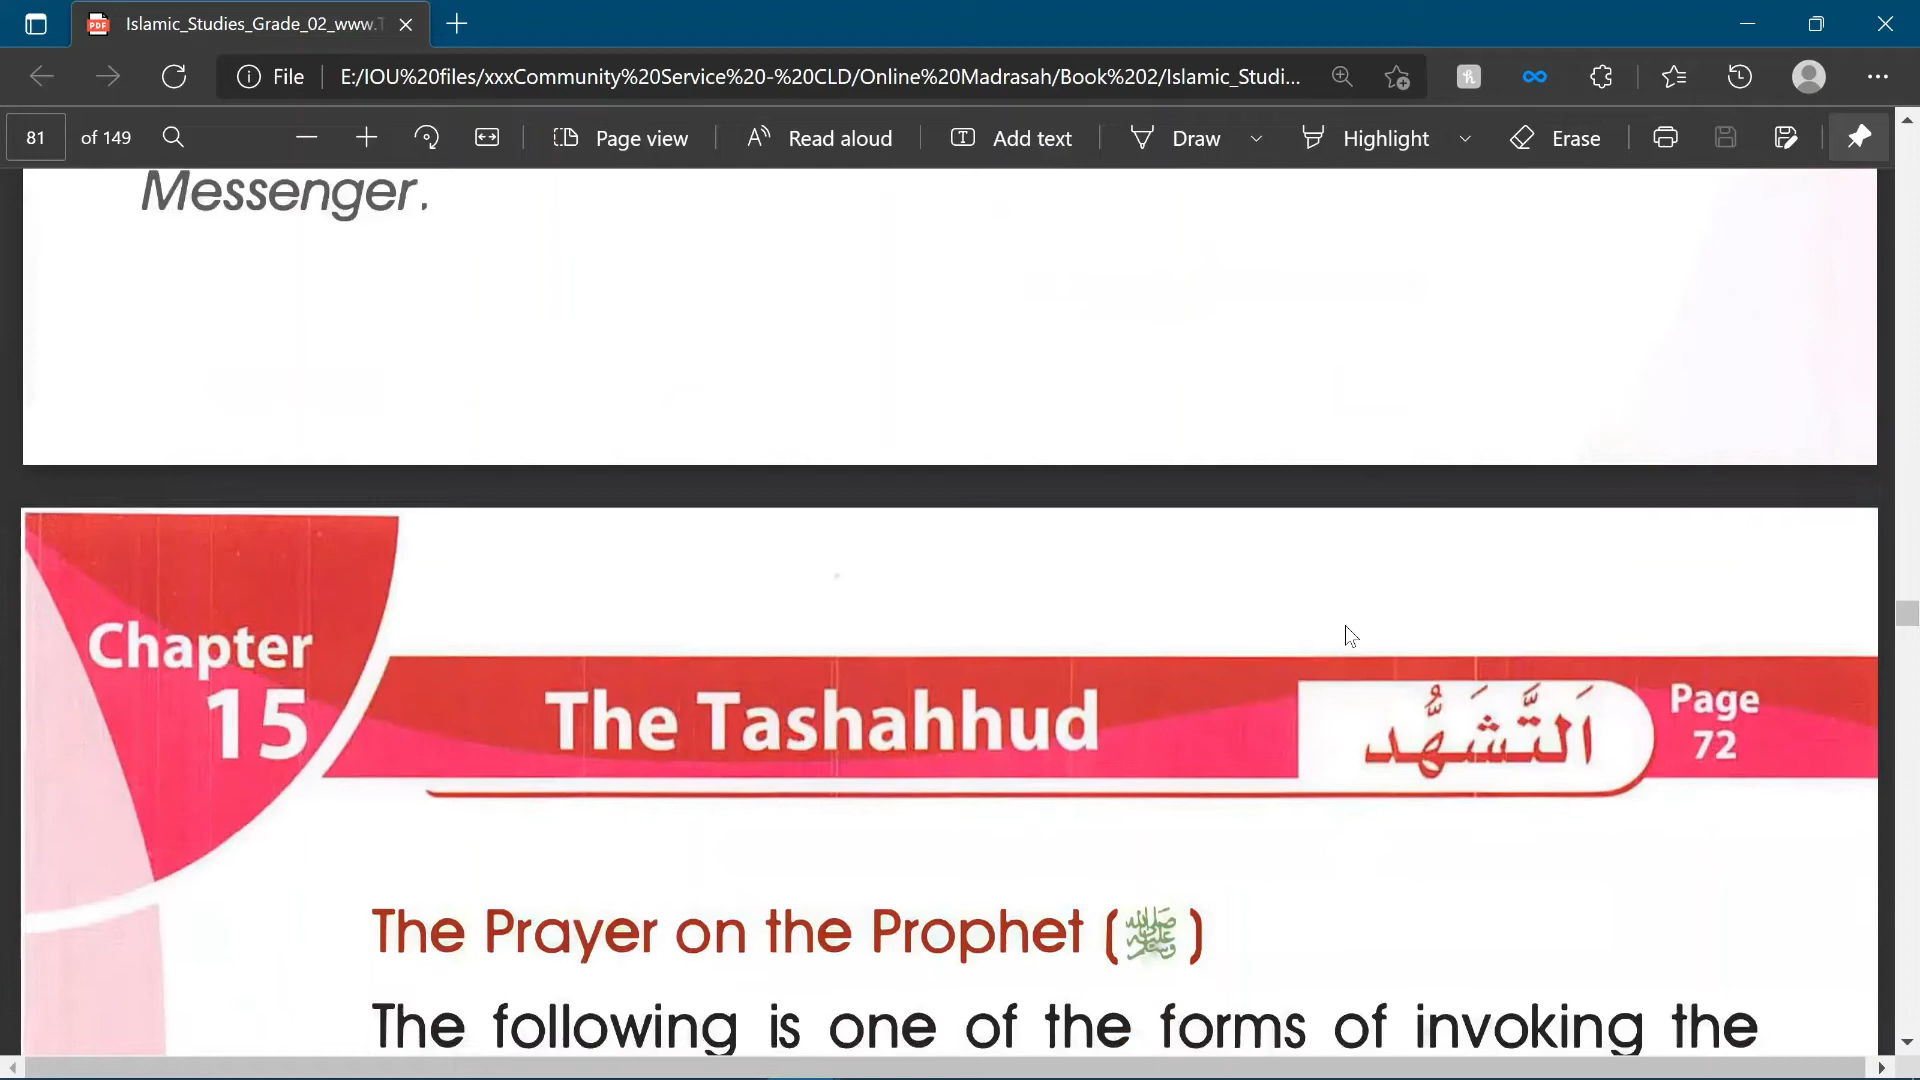 Islamic_Studies_Grade_02_www.
File
E:/IOU%20files/xxxCommunity%20Service%20-%20CLD/Online%20Madrasah/Book%202/Islamic_Studi...
81
of 149
Page view
Read aloud
Add text
Draw
Highlight
Erase
Messenger.
Chapter
15
The Tashahhud
اَلتَّشَهُّد
Page
72
The Prayer on the Prophet (ﷺ)
The following is one of the forms of invoking the